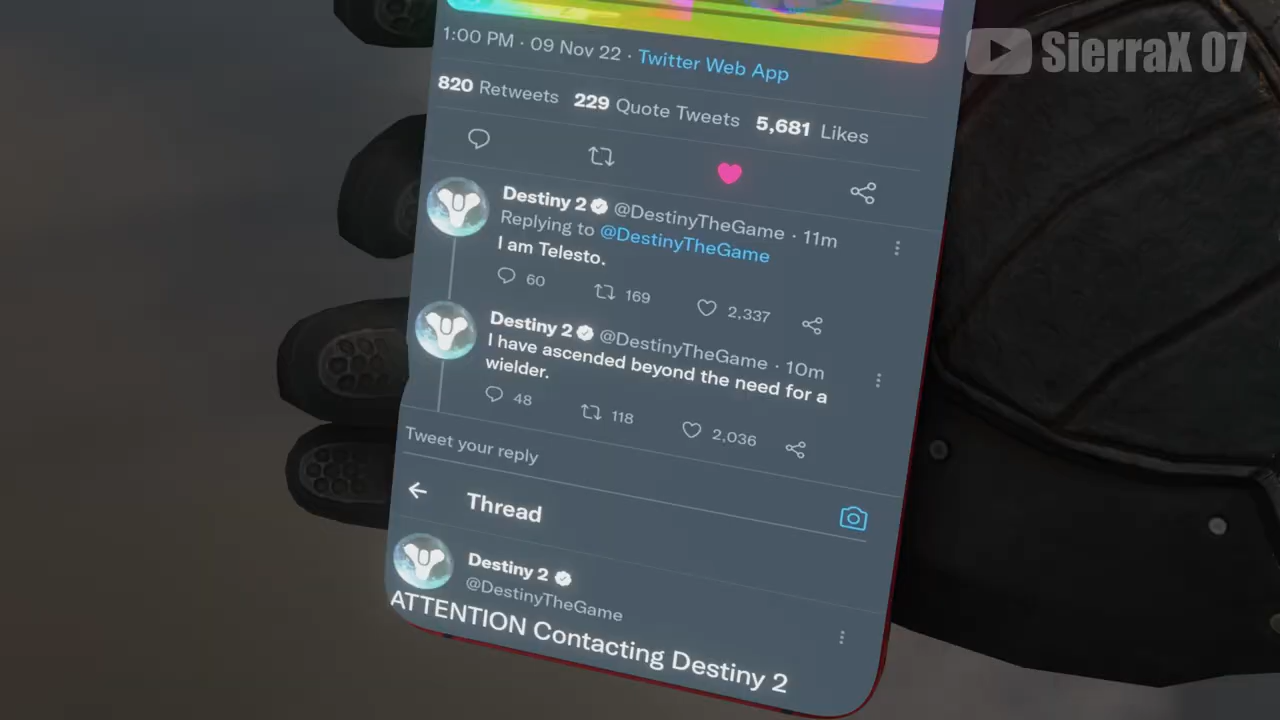 SierraX 07
1:00 PM · 09 Nov 22 · Twitter Web App
820 Retweets 229 Quote Tweets 5,681 Likes
Destiny 2 @DestinyTheGame · 11m
Replying to @DestinyTheGame
I am Telesto.
60 169 2,337
Destiny 2 @DestinyTheGame · 10m
I have ascended beyond the need for a
wielder.
48 118 2,036
Tweet your reply
Thread
Destiny 2
@DestinyTheGame
ATTENTION Contacting Destiny 2